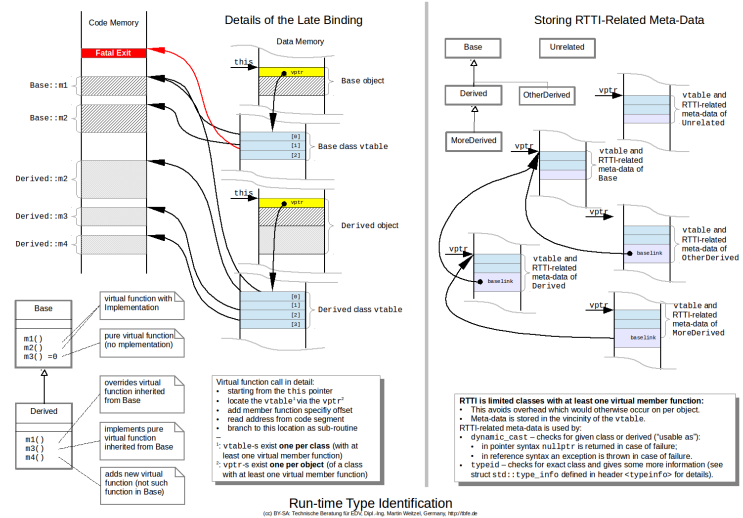 Details of the Late Binding
Code Memory
Data Memory
Fatal Exit
this
vptr
Base::m1
Base object
Base::m2
[0]
[1]
[2]
Base class vtable
Derived::m2
this
vptr
Derived::m3
Derived object
Derived::m4
[0]
[1]
[2]
[3]
Derived class vtable
Base
m1()
m2()
m3() =0
virtual function with
Implementation
pure virtual function
(no mplementation)
Derived
m1()
m3()
m4()
overrides virtual
function inherited
from Base
implements pure
virtual function
inherited from Base
adds new virtual
function (not such
function in Base)
Virtual function call in detail:
• starting from the this pointer
• locate the vtable¹ via the vptr²
• add member function specifiy offset
• read address from code segment
• branch to this location as sub-routine
—
¹: vtable-s exist one per class (with at
least one virtual member function)
²: vptr-s exist one per object (of a class
with at least one virtual member function)
Storing RTTI-Related Meta-Data
Base
Unrelated
Derived
OtherDerived
MoreDerived
vptr
vtable and
RTTI-related
meta-data of
Unrelated
vptr
vtable and
RTTI-related
meta-data of
Base
vptr
vtable and
RTTI-related
meta-data of
OtherDerived
baselink
vptr
vtable and
RTTI-related
meta-data of
Derived
baselink
vptr
vtable and
RTTI-related
meta-data of
MoreDerived
baselink
RTTI is limited classes with at least one virtual member function:
• This avoids overhead which would otherwise occur on per object.
• Meta-data is stored in the vincinity of the vtable.
RTTI-related meta-data is used by:
• dynamic_cast – checks for given class or derived ("usable as"):
• in pointer syntax nullptr is returned in case of failure;
• in reference syntax an exception is thrown in case of failure.
• typeid – checks for exact class and gives some more information (see
struct std::type_info defined in header <typeinfo> for details).
Run-time Type Identification
(cc) BY-SA: Technische Beratung für EDV, Dipl.-Ing. Martin Weitzel, Germany, http://tbfe.de